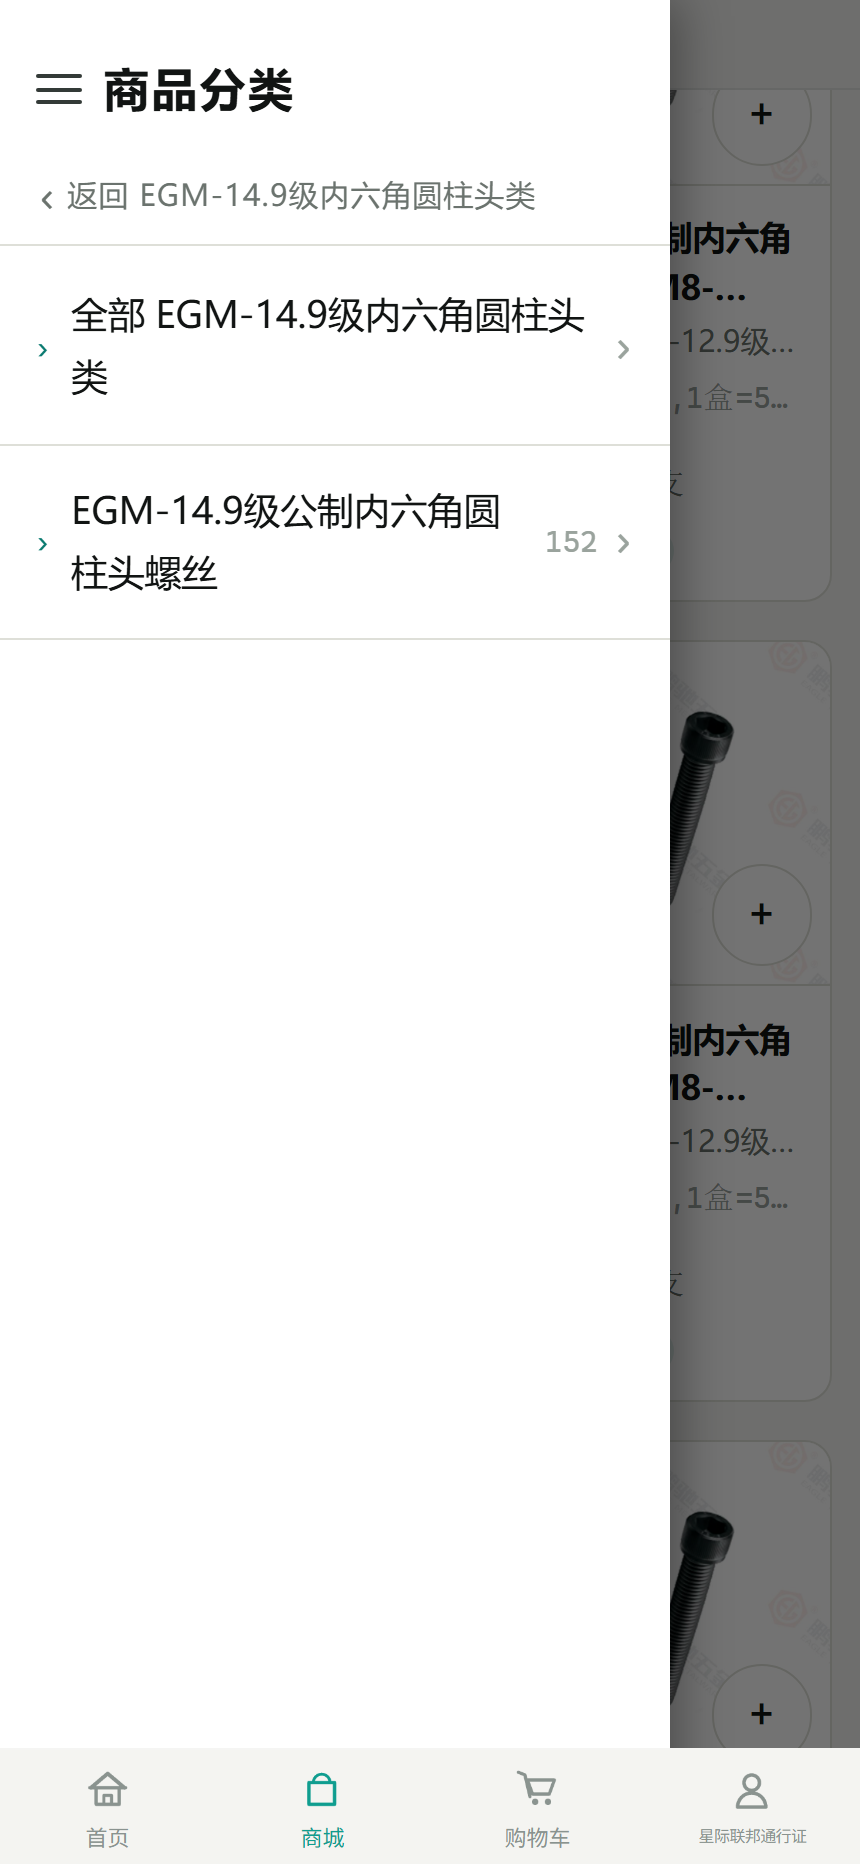 商品分类
返回 EGM-14.9级内六角圆柱头类
全部 EGM-14.9级内六角圆柱头
类
EGM-14.9级公制内六角圆
柱头螺丝
152
+
制内六角
M8-...
-12.9级...
,1盒=5...
支
+
制内六角
M8-...
-12.9级...
,1盒=5...
支
+
首页
商城
购物车
星际联邦通行证